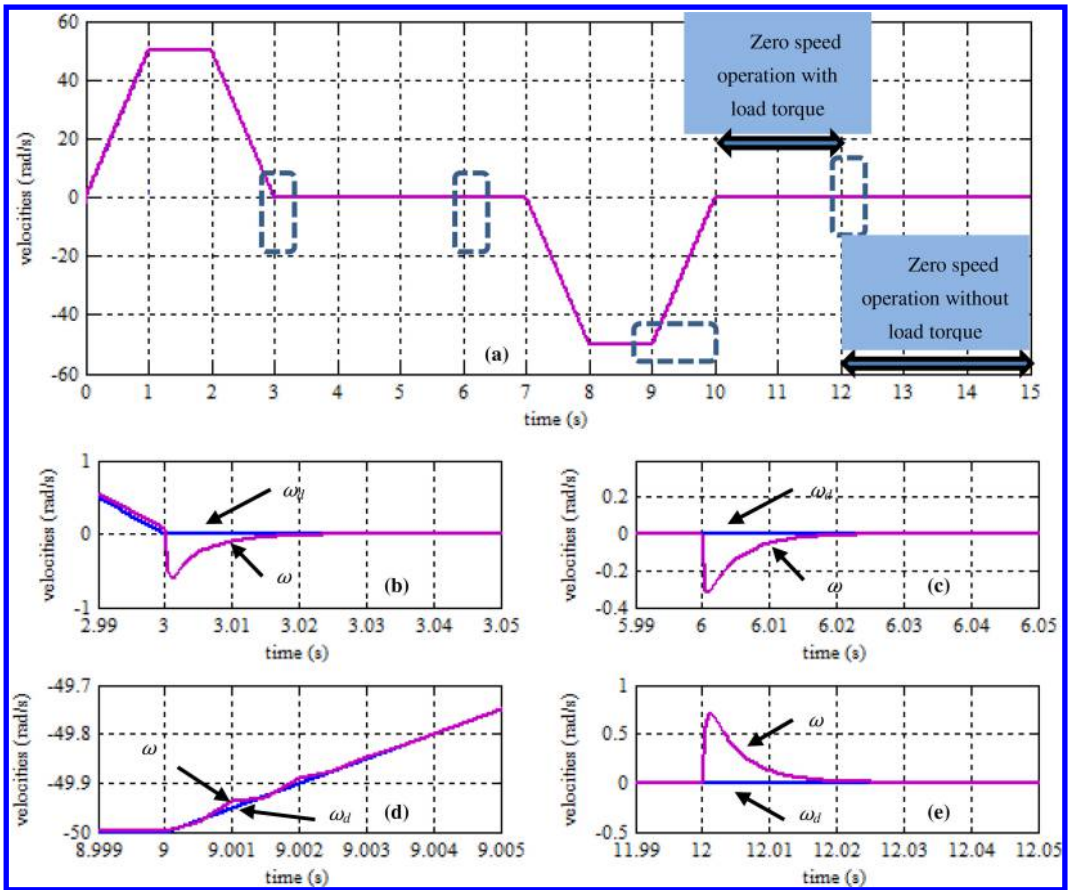 60
40
20
0
-20
-40
-60
velocities (rad/s)
Zero speed
operation with
load torque
Zero speed
operation without
load torque
(a)
0 1 2 3 4 5 6 7 8 9 10 11 12 13 14 15
time (s)
1
0
-1
velocities (rad/s)
ωd
ω
(b)
2.99 3 3.01 3.02 3.03 3.04 3.05
time (s)
0.2
0
-0.2
-0.4
velocities (rad/s)
ωd
ω
(c)
5.99 6 6.01 6.02 6.03 6.04 6.05
time (s)
-49.7
-49.8
-49.9
-50
velocities (rad/s)
ω
ωd
(d)
8.999 9 9.001 9.002 9.003 9.004 9.005
time (s)
1
0.5
0
-0.5
velocities (rad/s)
ω
ωd
(e)
11.99 12 12.01 12.02 12.03 12.04 12.05
time (s)